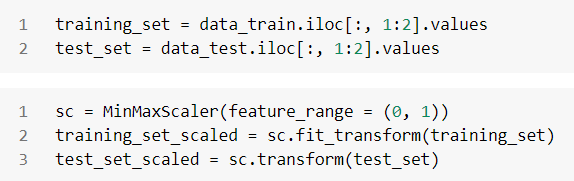 1 training_set = data_train.iloc[:, 1:2].values
2 test_set = data_test.iloc[:, 1:2].values
1 sc = MinMaxScaler(feature_range = (0, 1))
2 training_set_scaled = sc.fit_transform(training_set)
3 test_set_scaled = sc.transform(test_set)